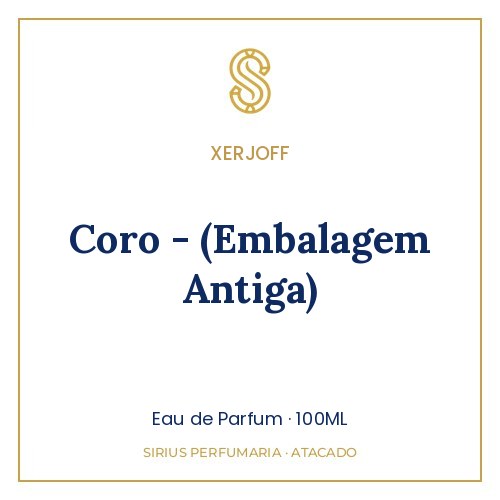 XERJOFF
Coro - (Embalagem
Antiga)
Eau de Parfum · 100ML
SIRIUS PERFUMARIA · ATACADO